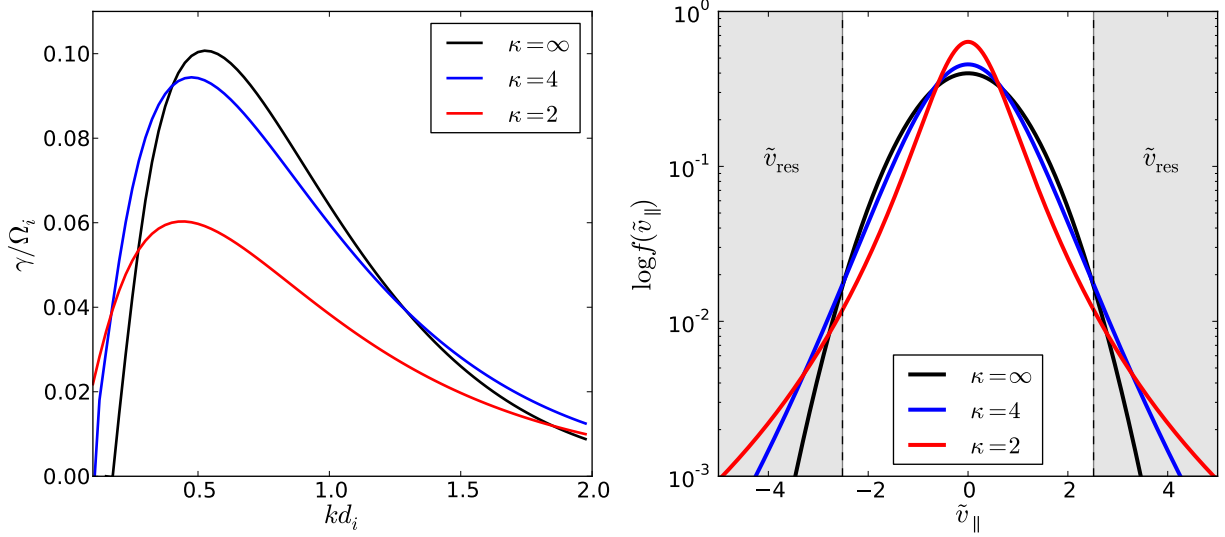 γ/Ω_i
0.10
0.08
0.06
0.04
0.02
0.00
0.5
1.0
1.5
2.0
kd_i
κ=∞
κ=4
κ=2
log f(ṽ_∥)
10^0
10^{-1}
10^{-2}
10^{-3}
ṽ_res
ṽ_res
κ=∞
κ=4
κ=2
−4
−2
0
2
4
ṽ_∥